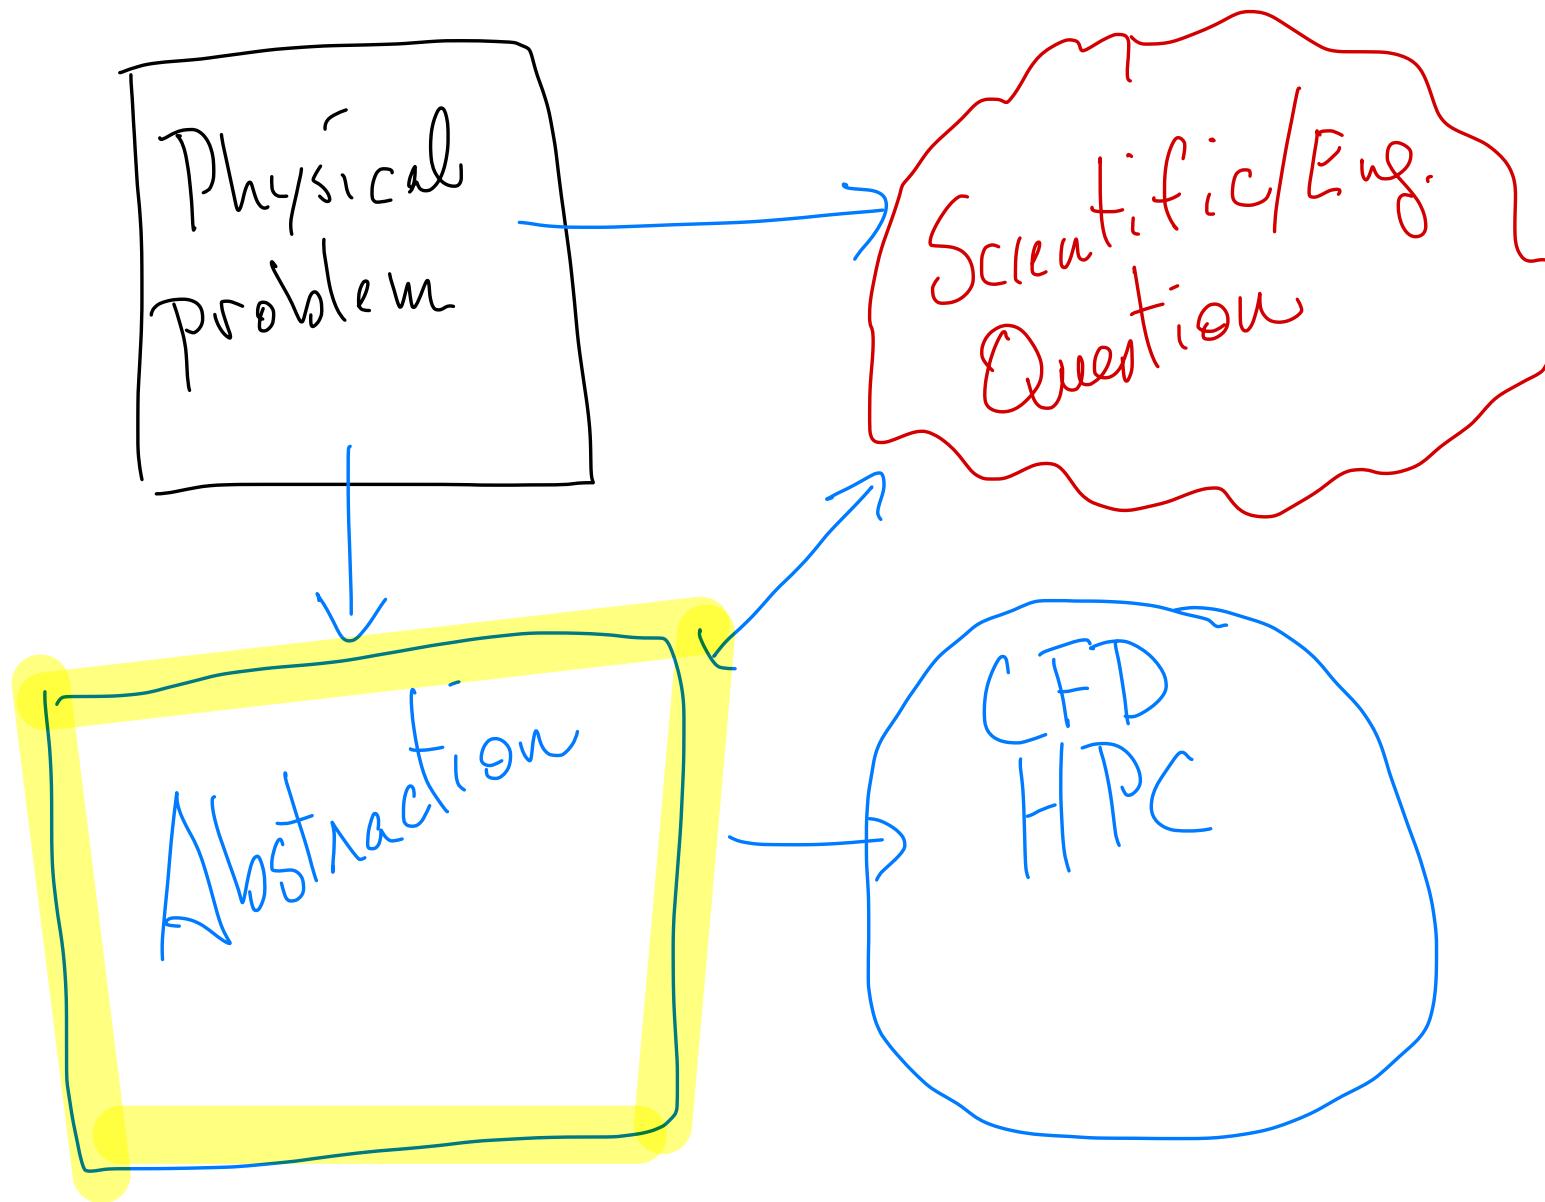 Physical
problem
Scientific/Eng.
Question
Abstraction
CFD
HPC